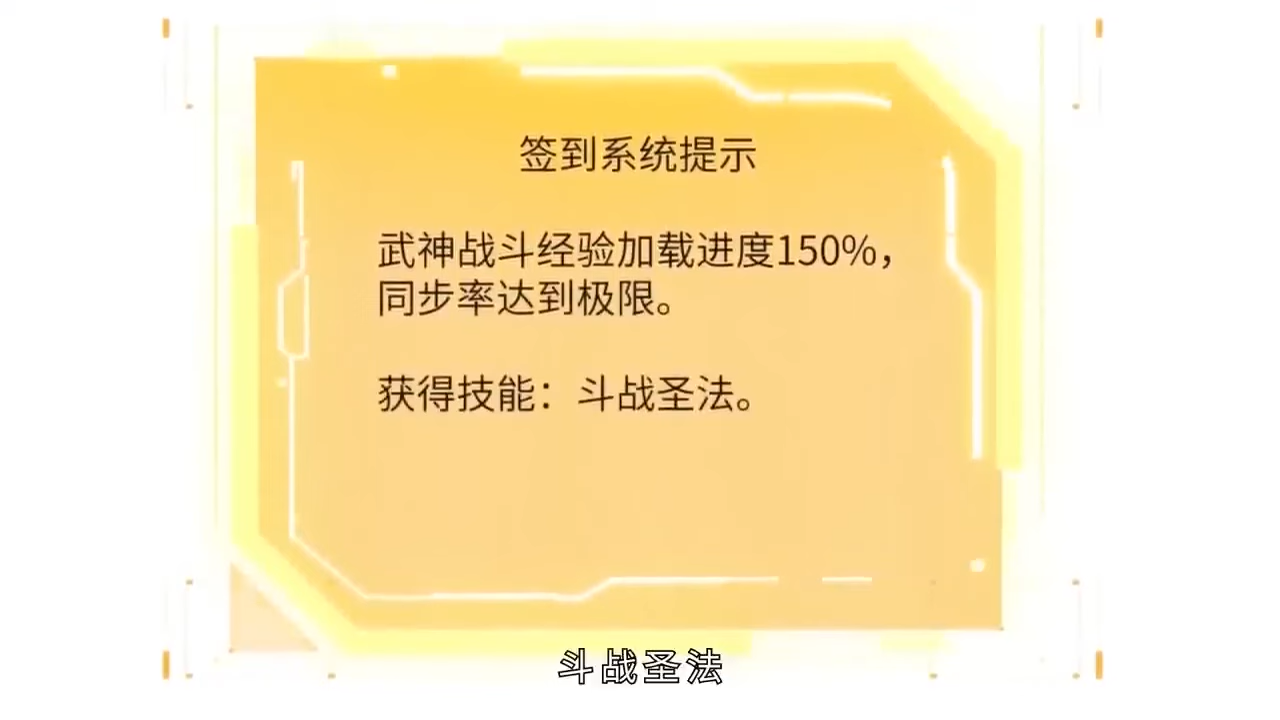 签到系统提示
武神战斗经验加载进度150%，
同步率达到极限。
获得技能：斗战圣法。
斗战圣法